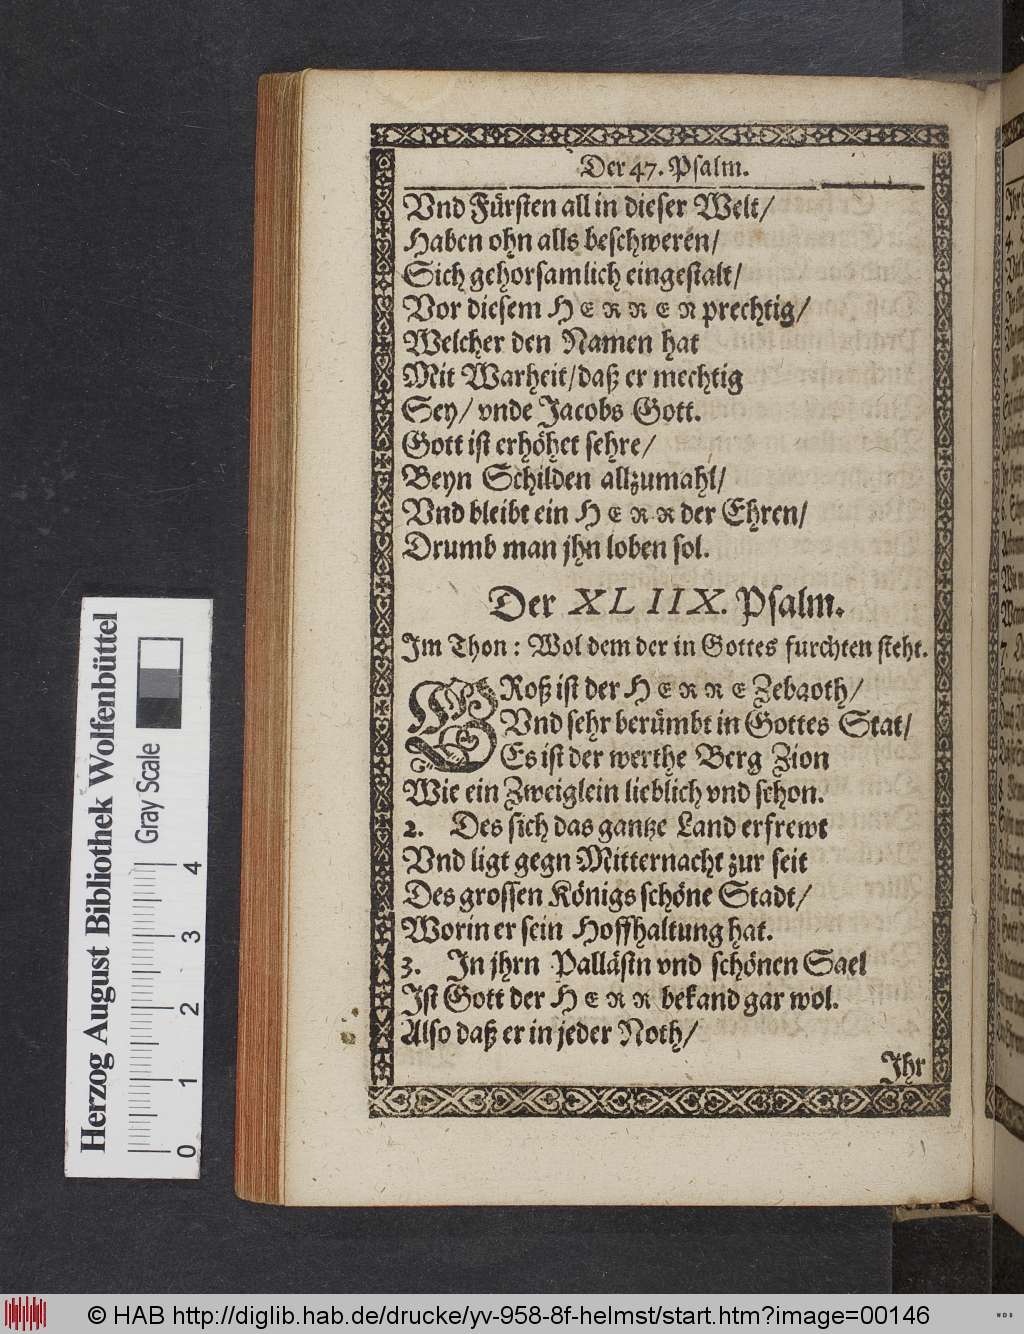 Der 47. Psalm.
Vnd Fürsten all in dieser Welt/
Haben ohn alls beschweren/
Sich gehorsamlich eingestalt/
Vor diesem HERREN prechtig/
Welcher den Namen hat
Mit Warheit/ daß er mechtig
Sey/ vnde Jacobs Gott.
Gott ist erhöhet sehre/
Beyn Schilden allzumahl/
Vnd bleibt ein HERR der Ehren/
Drumb man jhn loben sol.
Der XLIIX. Psalm.
Im Thon: Wol dem der in Gottes furchten steht.
GRoß ist der HERRE Zebaoth/
Vnd sehr berümbt in Gottes Stat/
Es ist der werthe Berg Zion
Wie ein Zweiglein lieblich vnd schon.
2. Des sich das gantze Land erfrewt
Vnd ligt gegn Mitternacht zur seit
Des grossen Königs schöne Stadt/
Worin er sein Hoffhaltung hat.
3. In jhrn Pallästn vnd schönen Sael
Ist Gott der HERR bekand gar wol.
Also daß er in jeder Noth/
Jhr
Herzog August Bibliothek Wolfenbüttel
Gray Scale
0 1 2 3 4
© HAB http://diglib.hab.de/drucke/yv-958-8f-helmst/start.htm?image=00146